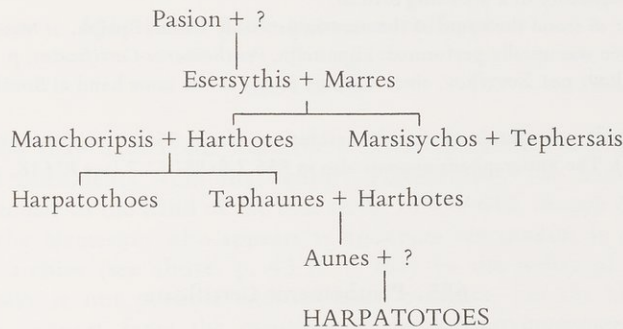 Pasion + ?
Esersythis + Marres
Manchoripsis + Harthotes Marsisychos + Tephersais
Harpatothoes Taphaunes + Harthotes
Aunes + ?
HARPATOTOES